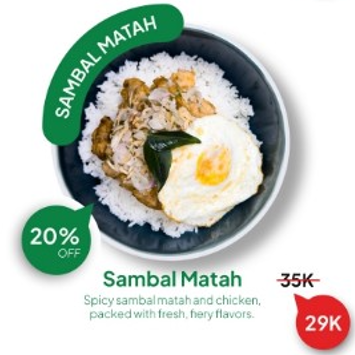 SAMBAL MATAH
20%
OFF
Sambal Matah
Spicy sambal matah and chicken,
packed with fresh, fiery flavors.
35K
29K